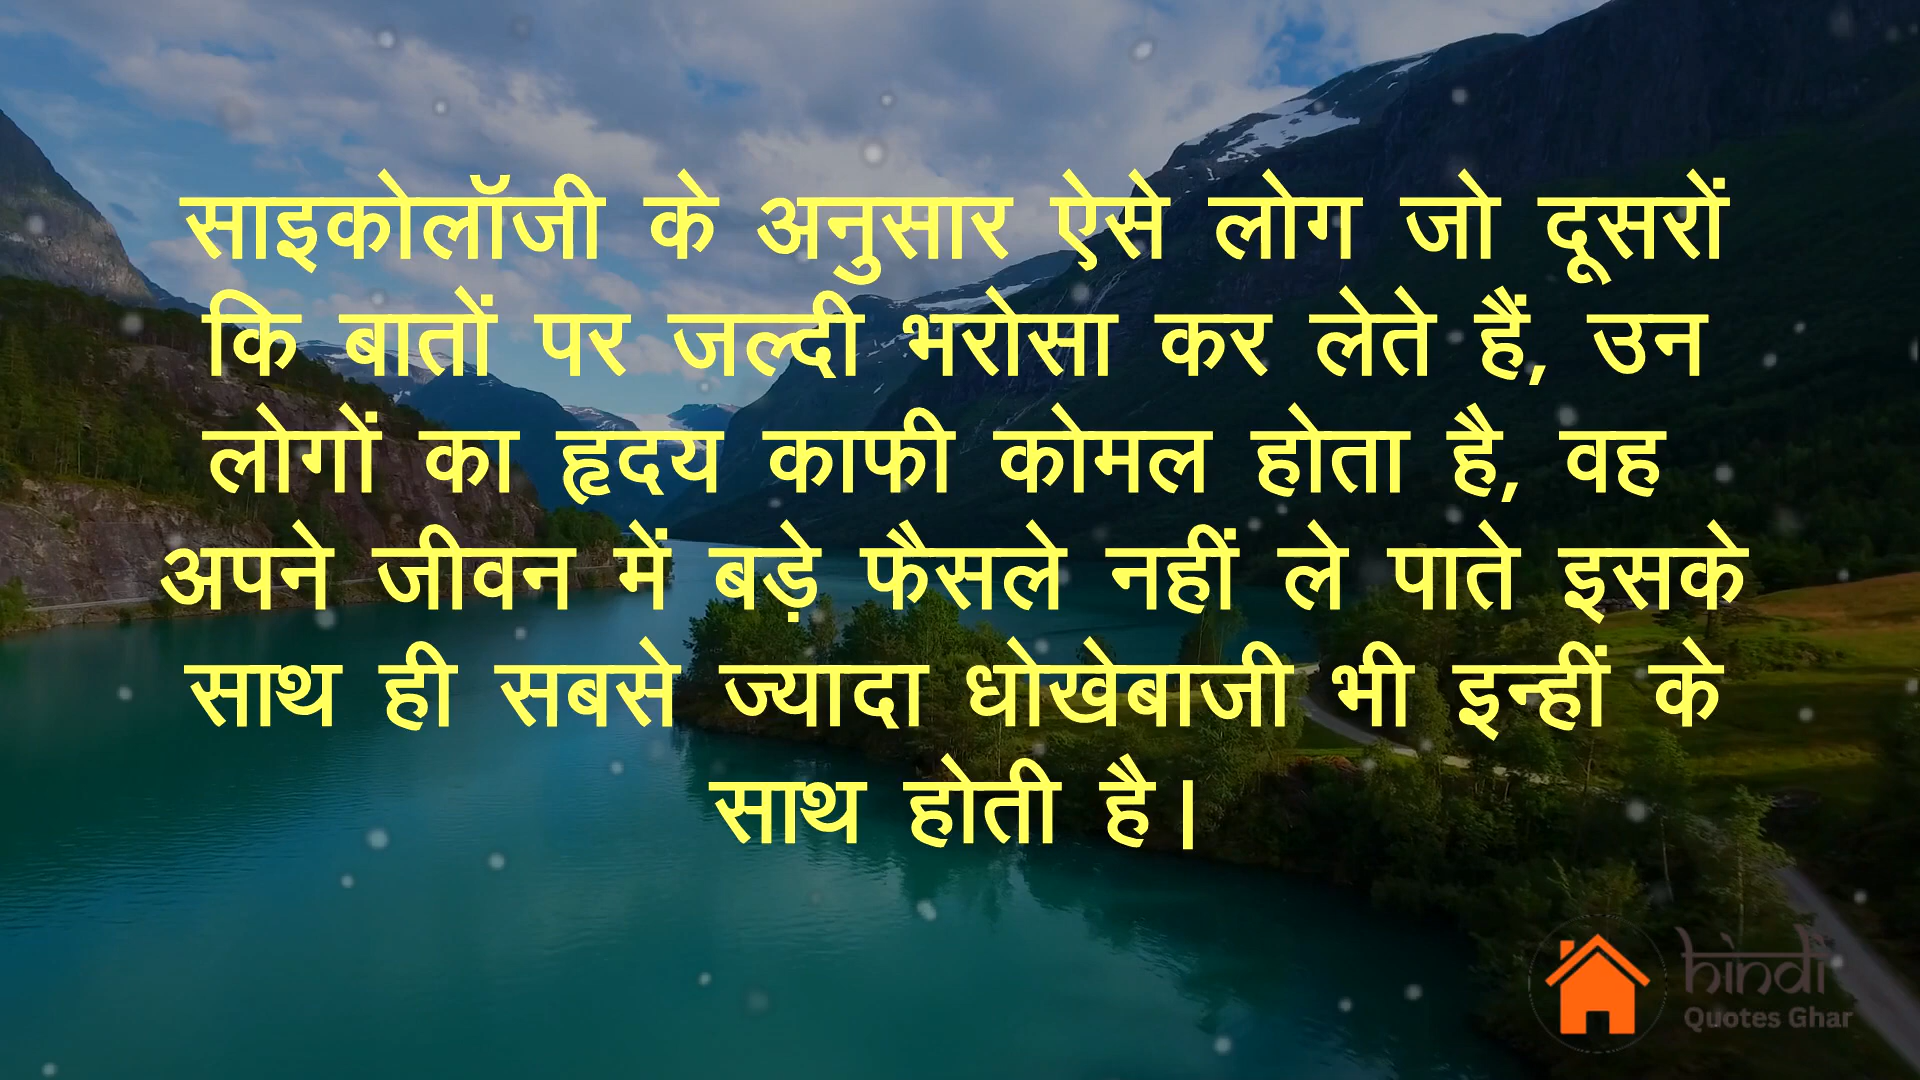 साइकोलॉजी के अनुसार ऐसे लोग जो दूसरों
कि बातों पर जल्दी भरोसा कर लेते हैं, उन
लोगों का हृदय काफी कोमल होता है, वह
अपने जीवन में बड़े फैसले नहीं ले पाते इसके
साथ ही सबसे ज्यादा धोखेबाजी भी इन्हीं के
साथ होती है।
hindi
Quotes Ghar